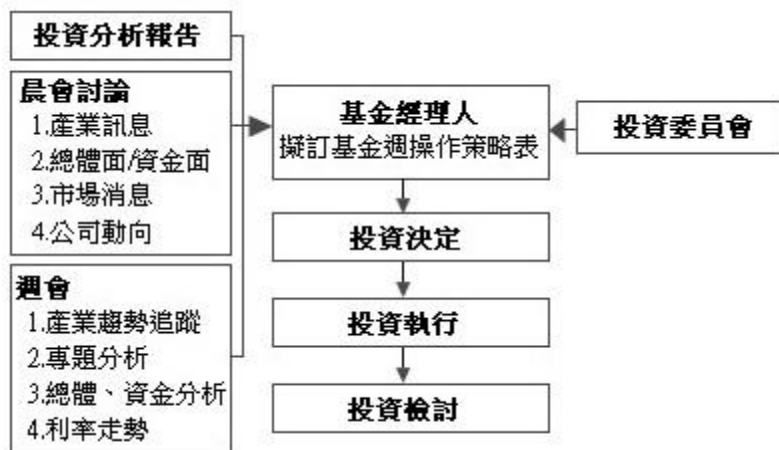 投資分析報告
晨會討論
1.產業訊息
2.總體面/資金面
3.市場消息
4.公司動向
週會
1.產業趨勢追蹤
2.專題分析
3.總體、資金分析
4.利率走勢
基金經理人
擬訂基金週操作策略表
投資委員會
投資決定
投資執行
投資檢討